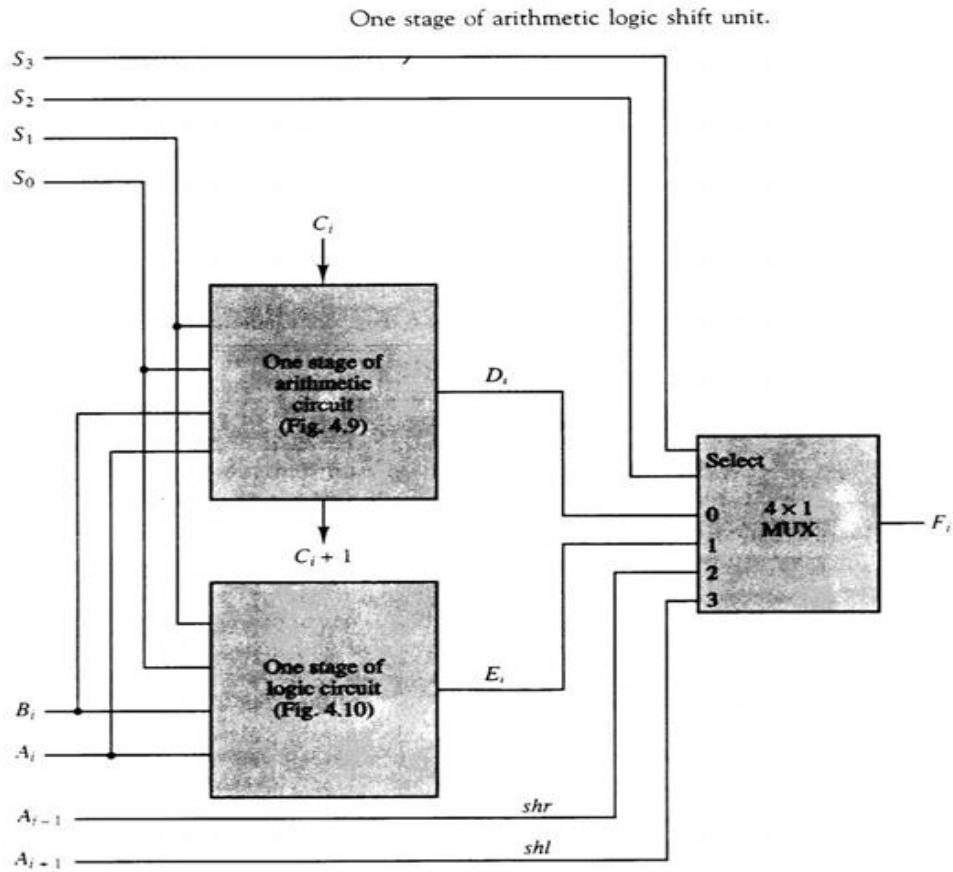 One stage of arithmetic logic shift unit.
S₃
S₂
S₁
S₀
Cᵢ
One stage of
arithmetic
circuit
(Fig. 4.9)
Dᵢ
Select
0
1
2
3
4 × 1
MUX
Fᵢ
Cᵢ + 1
One stage of
logic circuit
(Fig. 4.10)
Eᵢ
Bᵢ
Aᵢ
Aᵢ₋₁
shr
Aᵢ₊₁
shl